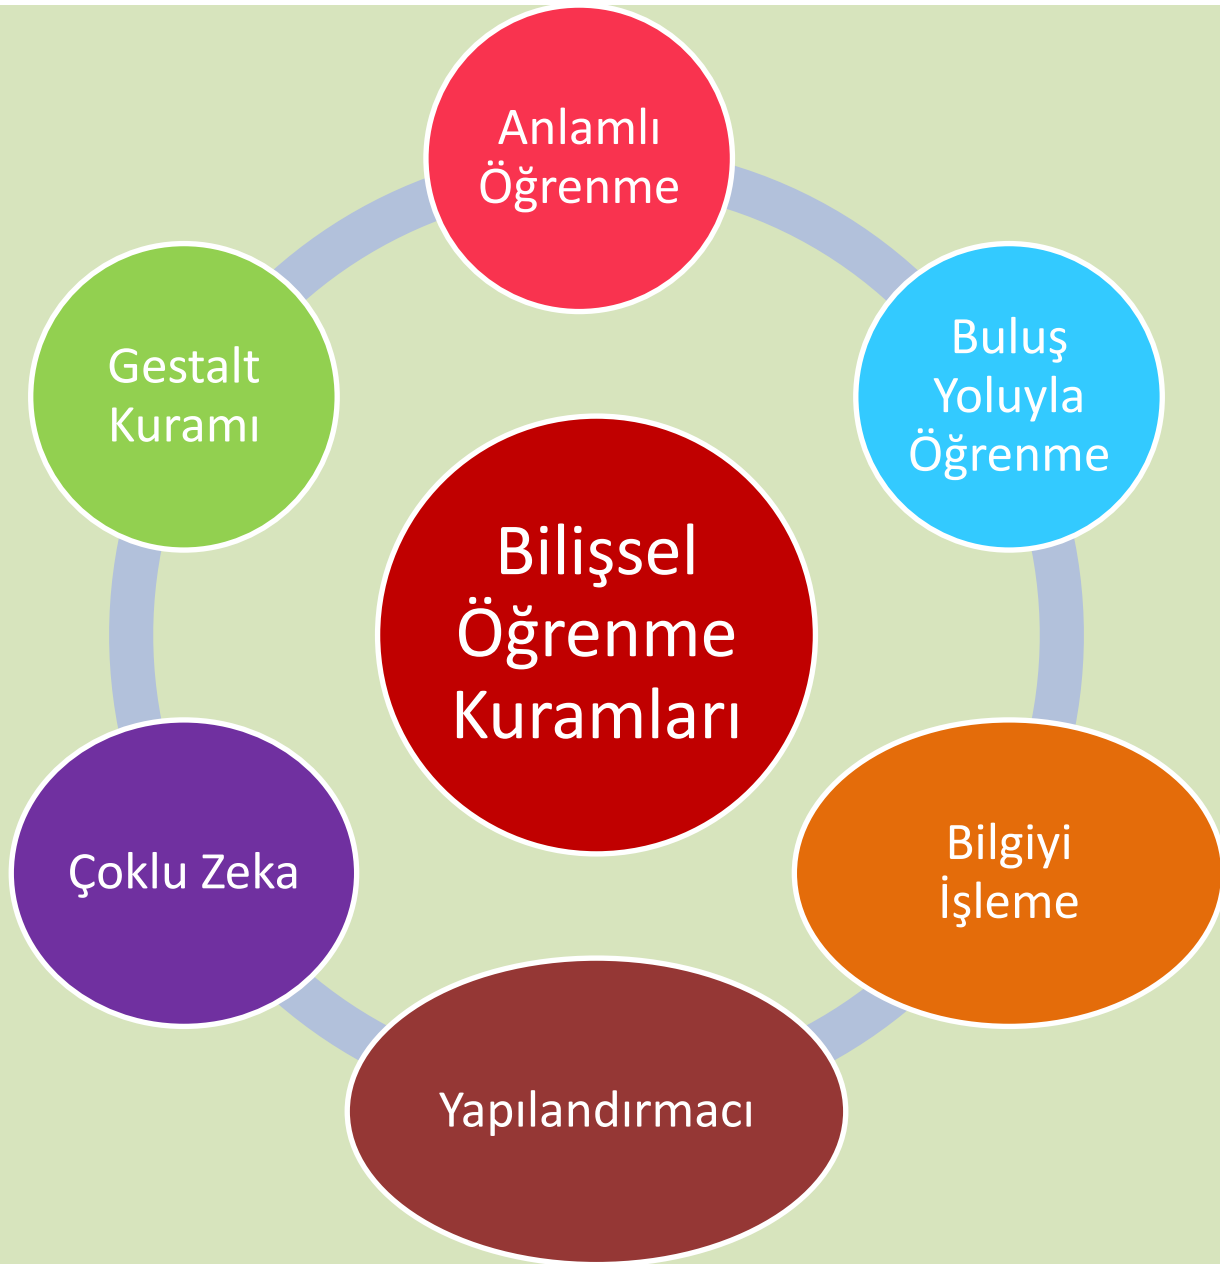 Anlamlı
Öğrenme
Buluş
Yoluyla
Öğrenme
Bilgiyi
İşleme
Yapılandırmacı
Çoklu Zeka
Gestalt
Kuramı
Bilişsel
Öğrenme
Kuramları